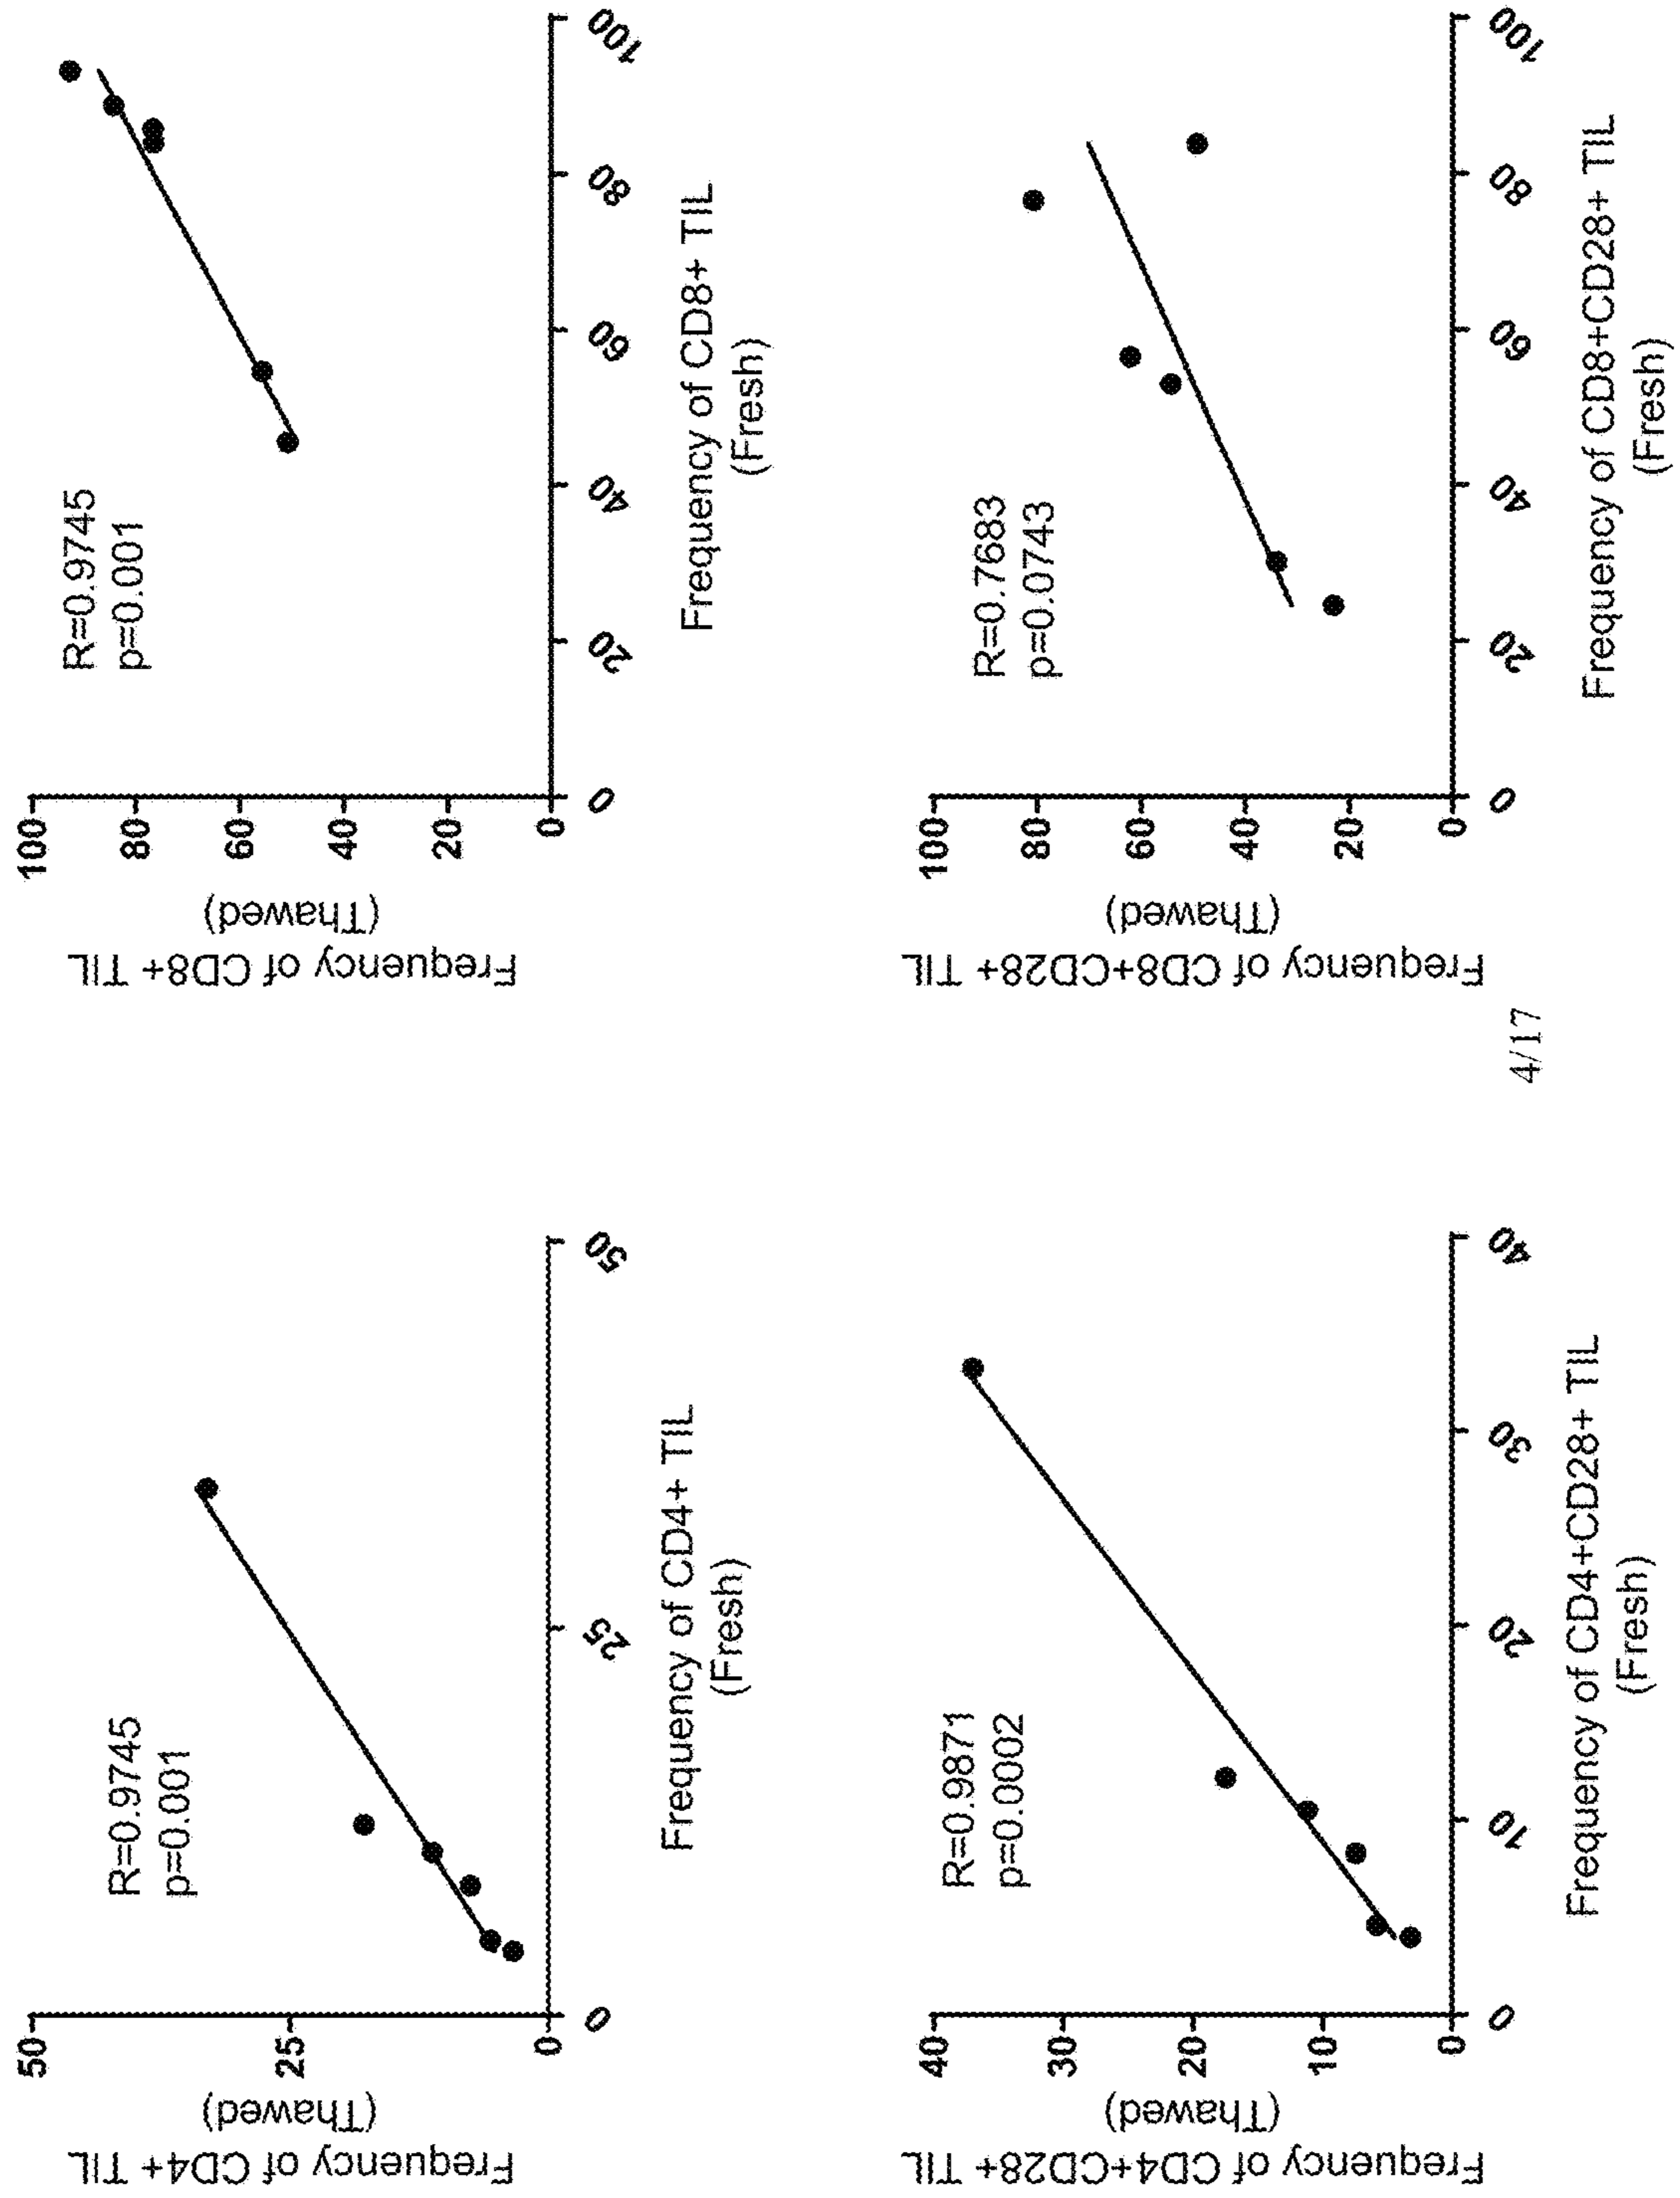 50
25
0
Frequency of CD4+ TIL
(Thawed)
R=0.9745
p=0.001
0
25
50
Frequency of CD4+ TIL
(Fresh)
100
80
60
40
20
0
Frequency of CD8+ TIL
(Thawed)
R=0.9745
p=0.001
0
20
40
60
80
100
Frequency of CD8+ TIL
(Fresh)
40
30
20
10
0
Frequency of CD4+CD28+ TIL
(Thawed)
R=0.9871
p=0.0002
0
10
20
30
40
Frequency of CD4+CD28+ TIL
(Fresh)
100
80
60
40
20
0
Frequency of CD8+CD28+ TIL
(Thawed)
R=0.7683
p=0.0743
0
20
40
60
80
100
Frequency of CD8+CD28+ TIL
(Fresh)
4/17